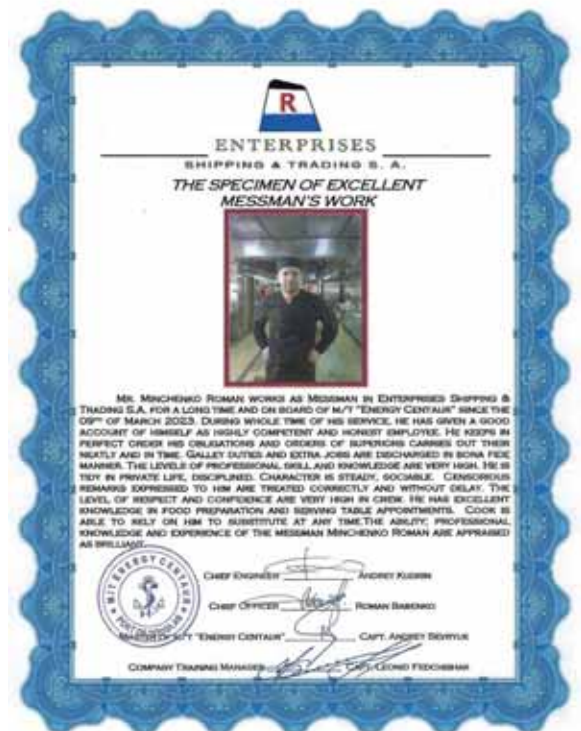 R
ENTERPRISES
SHIPPING & TRADING S. A.
THE SPECIMEN OF EXCELLENT
MESSMAN'S WORK
MR. MINCHENKO ROMAN WORKS AS MESSMAN IN ENTERPRISES SHIPPING &
TRADING S.A. FOR A LONG TIME AND ON BOARD OF M/T "ENERGY CENTAUR" SINCE THE
09TH OF MARCH 2023. DURING WHOLE TIME OF HIS SERVICE, HE HAS GIVEN A GOOD
ACCOUNT OF HIMSELF AS HIGHLY COMPETENT AND HONEST EMPLOYEE. HE KEEPS IN
PERFECT ORDER HIS OBLIGATIONS AND ORDERS OF SUPERIORS CARRIES OUT THEIR
NEATLY AND IN TIME. GALLEY DUTIES AND EXTRA JOBS ARE DISCHARGED IN BONA FIDE
MANNER. THE LEVELS OF PROFESSIONAL SKILL AND KNOWLEDGE ARE VERY HIGH. HE IS
TIDY IN PRIVATE LIFE, DISCIPLINED. CHARACTER IS STEADY, SOCIABLE. CENSORIOUS
REMARKS EXPRESSED TO HIM ARE TREATED CORRECTLY AND WITHOUT DELAY. THE
LEVEL OF RESPECT AND CONFIDENCE ARE VERY HIGH IN CREW. HE HAS EXCELLENT
KNOWLEDGE IN FOOD PREPARATION AND SERVING TABLE APPOINTMENTS. COOK IS
ABLE TO RELY ON HIM TO SUBSTITUTE AT ANY TIME.THE ABILITY, PROFESSIONAL
KNOWLEDGE AND EXPERIENCE OF THE MESSMAN MINCHENKO ROMAN ARE APPRAISED
AS BRILLIANT.
M/T ENERGY CENTAUR
PORT OF
CHIEF ENGINEER ANDREY KUDRIN
CHIEF OFFICER ROMAN BABENKO
MASTER OF M/T "ENERGY CENTAUR" CAPT. ANDREY
COMPANY TRAINING MANAGER CAPT. LEONID